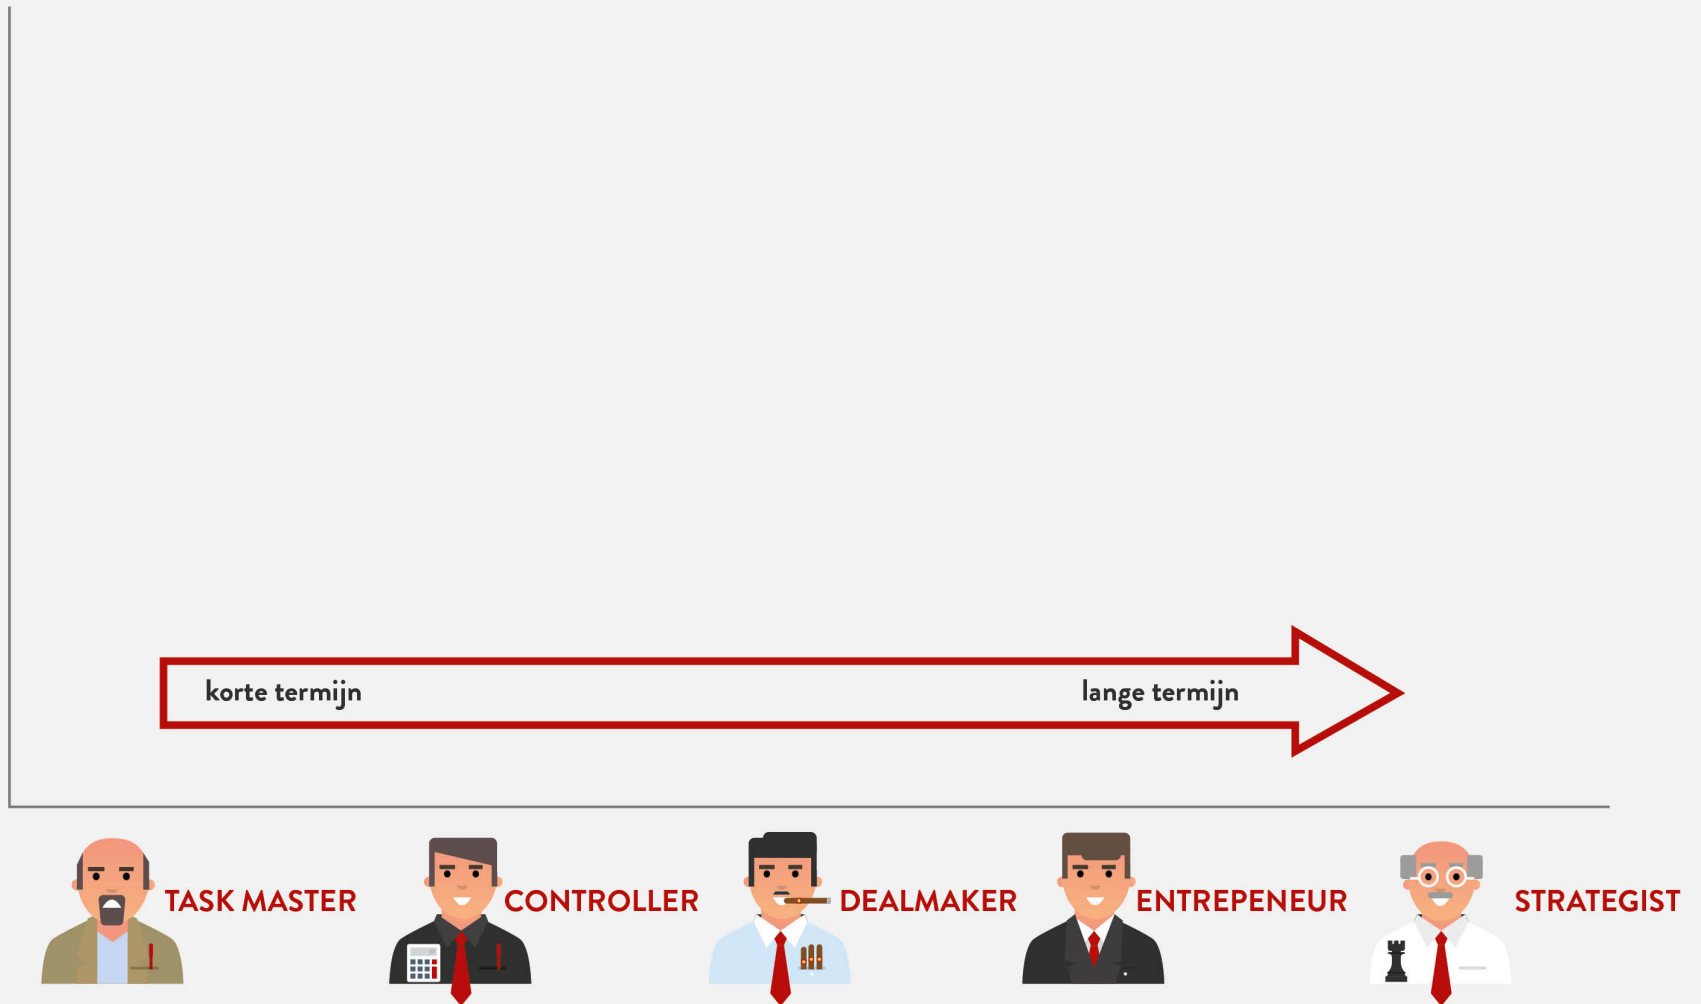 korte termijn
lange termijn
TASK MASTER
CONTROLLER
DEALMAKER
ENTREPENEUR
STRATEGIST